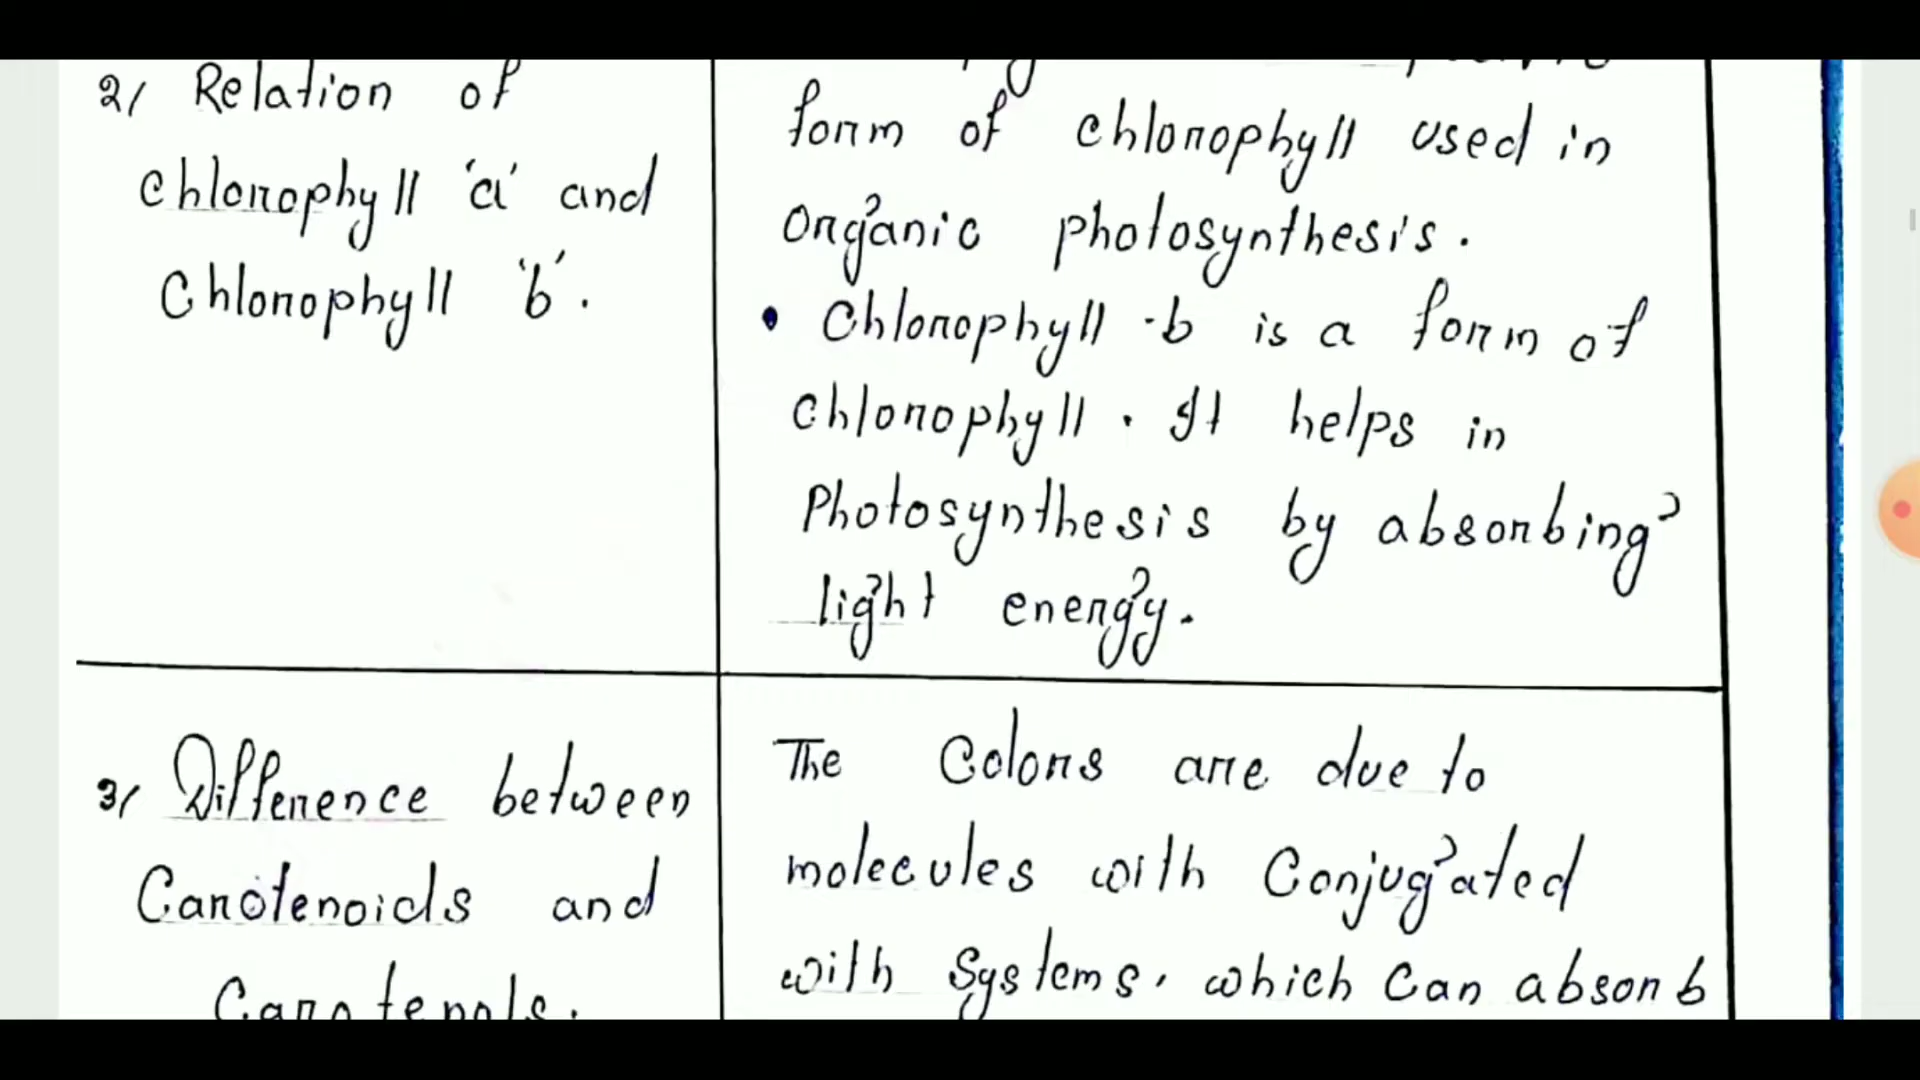 2/ Relation of
chlorophyll 'a' and
Chlorophyll 'b'.
form of chlorophyll used in
organic photosynthesis.
• Chlorophyll -b is a form of
chlorophyll. It helps in
Photosynthesis by absorbing
light energy.
3/ Difference between
Carotenoids and
The Colors are due to
molecules with Conjugated
with Systems, which can absorb